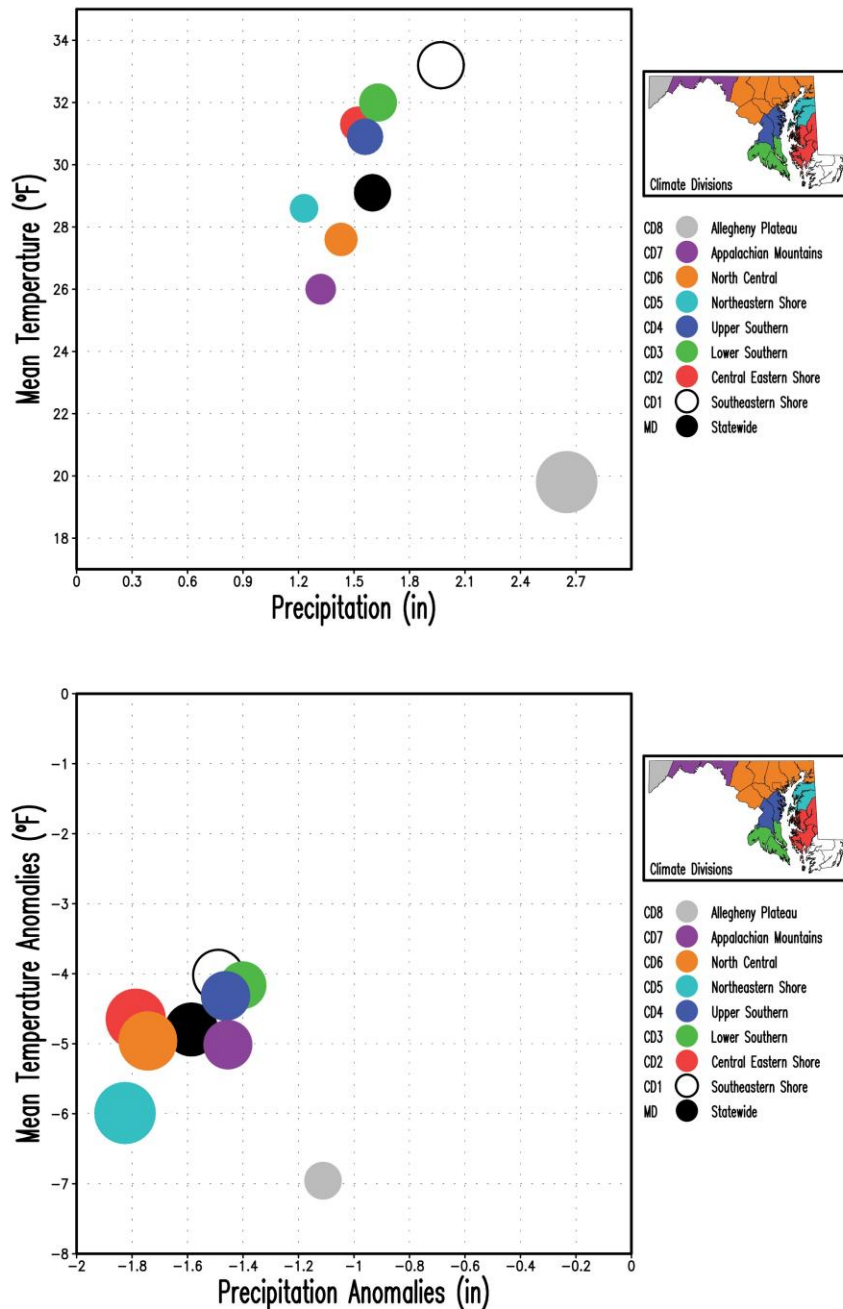 34
32
30
28
26
24
22
20
18
Mean Temperature (°F)
0 0.3 0.6 0.9 1.2 1.5 1.8 2.1 2.4 2.7
Precipitation (in)
Climate Divisions
CD8 Allegheny Plateau
CD7 Appalachian Mountains
CD6 North Central
CD5 Northeastern Shore
CD4 Upper Southern
CD3 Lower Southern
CD2 Central Eastern Shore
CD1 Southeastern Shore
MD Statewide
0
−1
−2
−3
−4
−5
−6
−7
−8
Mean Temperature Anomalies (°F)
−2 −1.8 −1.6 −1.4 −1.2 −1 −0.8 −0.6 −0.4 −0.2 0
Precipitation Anomalies (in)
Climate Divisions
CD8 Allegheny Plateau
CD7 Appalachian Mountains
CD6 North Central
CD5 Northeastern Shore
CD4 Upper Southern
CD3 Lower Southern
CD2 Central Eastern Shore
CD1 Southeastern Shore
MD Statewide